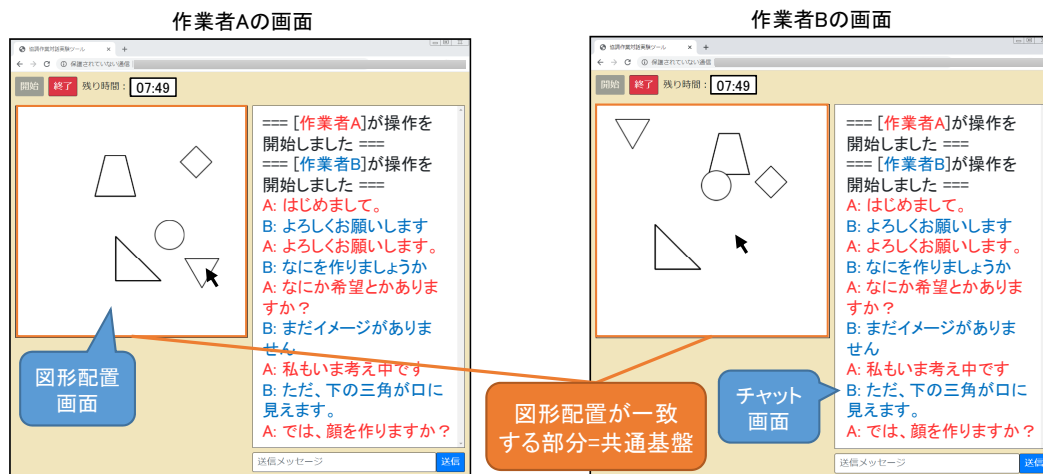 作業者Aの画面
協調作業対話実験ツール
保護されていない通信
開始 終了 残り時間: 07:49
=== [作業者A]が操作を
開始しました ===
=== [作業者B]が操作を
開始しました ===
A: はじめまして。
B: よろしくお願いします
A: よろしくお願いします。
B: なにを作りましょうか
A: なにか希望とかありま
すか？
B: まだイメージがありま
せん
A: 私もいま考え中です
B: ただ、下の三角が口に
見えます。
A: では、顔を作りますか？
送信メッセージ 送信
図形配置
画面
図形配置が一致
する部分=共通基盤
作業者Bの画面
協調作業対話実験ツール
保護されていない通信
開始 終了 残り時間: 07:49
=== [作業者A]が操作を
開始しました ===
=== [作業者B]が操作を
開始しました ===
A: はじめまして。
B: よろしくお願いします
A: よろしくお願いします。
B: なにを作りましょうか
A: なにか希望とかありま
すか？
B: まだイメージがありま
せん
A: 私もいま考え中です
B: ただ、下の三角が口に
見えます。
A: では、顔を作りますか？
送信メッセージ 送信
チャット
画面